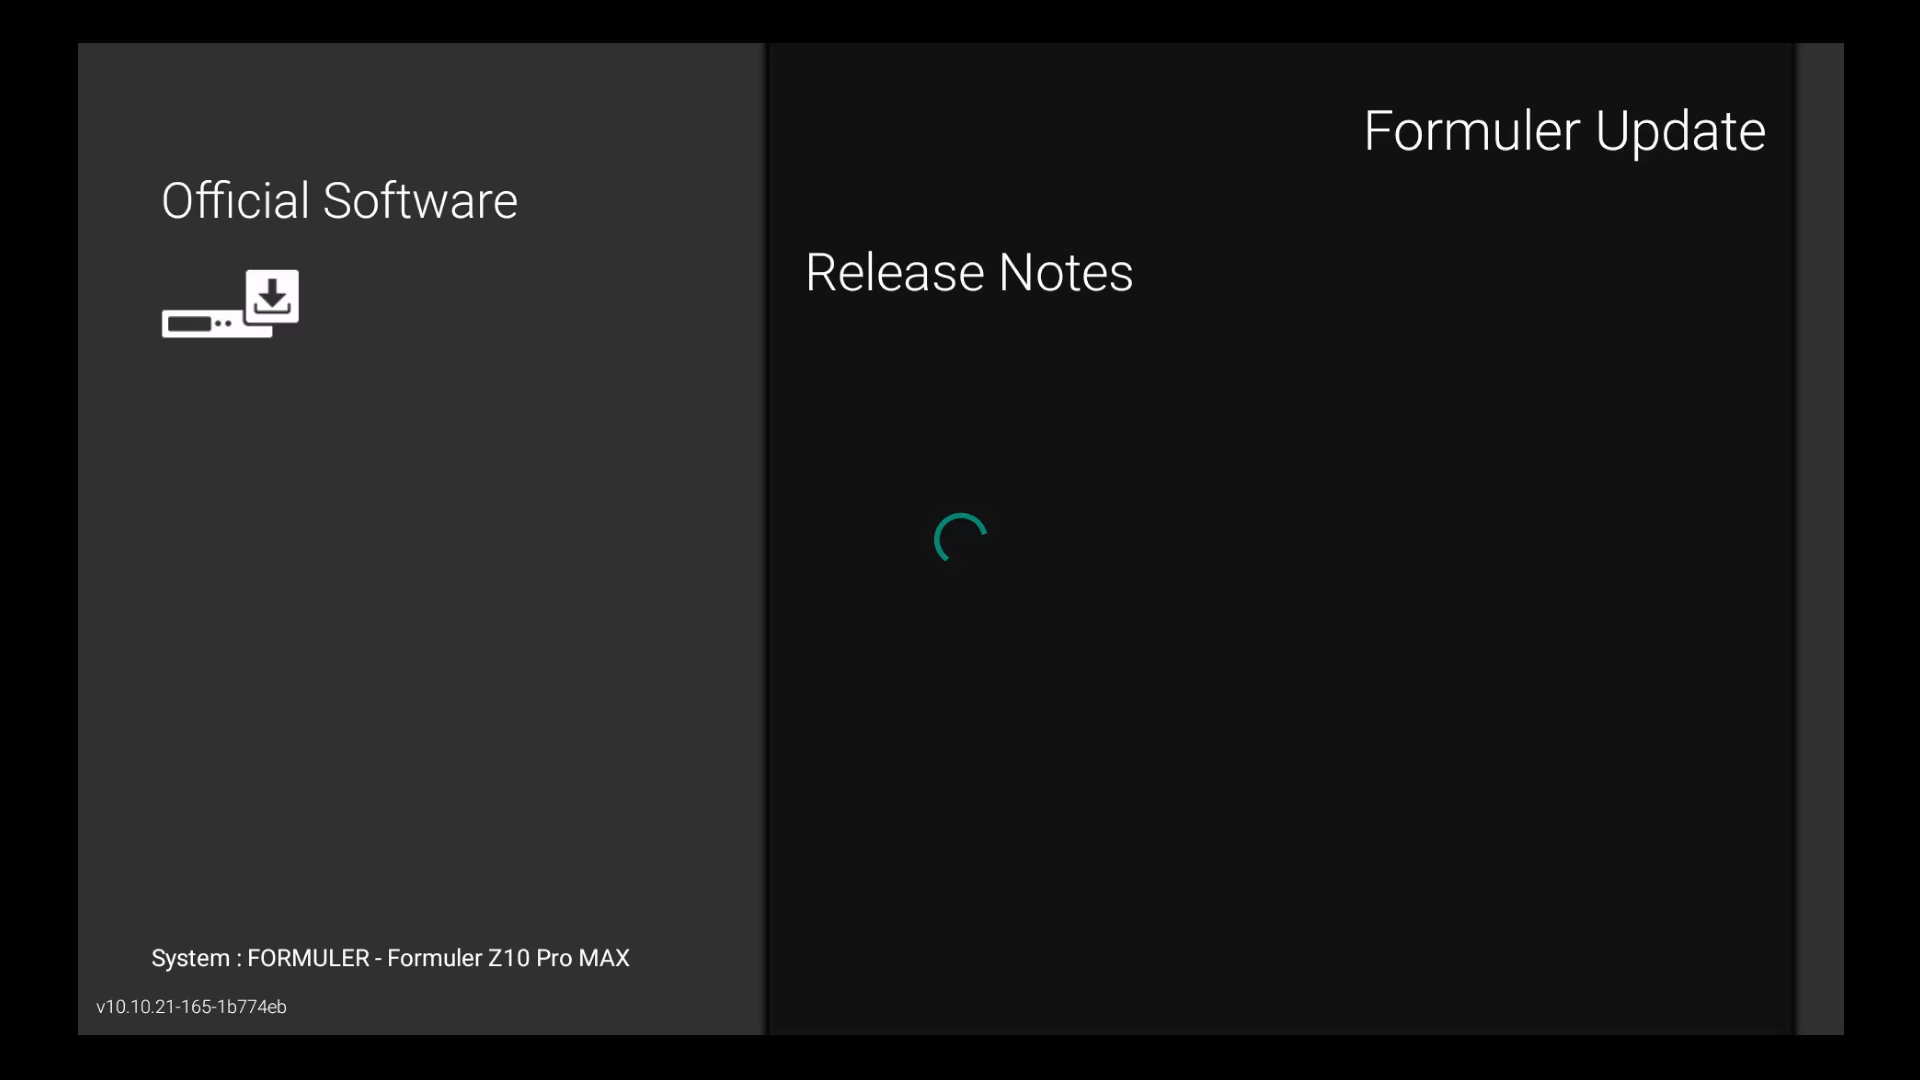 Formuler Update
Official Software
Release Notes
System : FORMULER - Formuler Z10 Pro MAX
v10.10.21-165-1b774eb